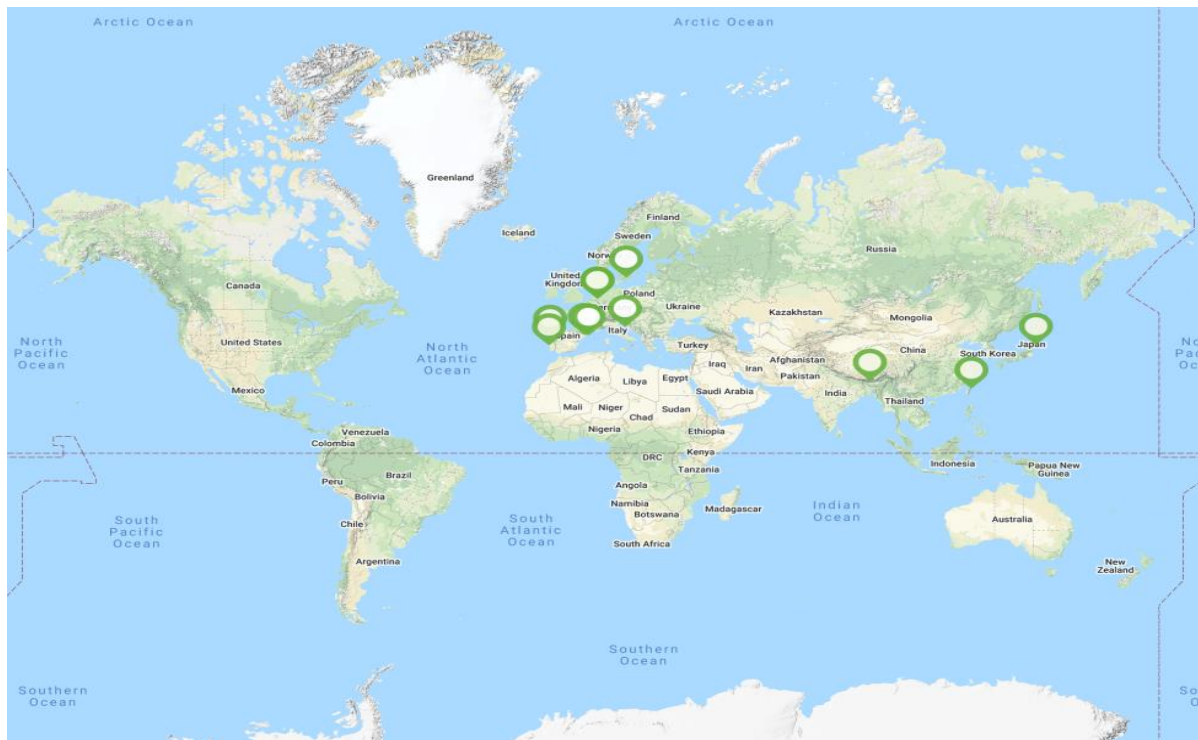 Arctic Ocean
Arctic Ocean
Greenland
Finland
Iceland
Sweden
Russia
United
Kingdom
Poland
Canada
Ukraine
Kazakhstan
Mongolia
North
Pacific
Ocean
United States
North
Atlantic
Ocean
Italy
Turkey
China
South Korea
Japan
Afghanistan
Iraq
Iran
Pakistan
Algeria
Libya
Egypt
Saudi Arabia
India
Mexico
Thailand
Mali
Niger
Chad
Sudan
Nigeria
Ethiopia
Venezuela
Colombia
DRC
Kenya
Tanzania
Indonesia
Papua New
Guinea
Peru
Brazil
Bolivia
Angola
Namibia
Botswana
Madagascar
South
Pacific
Ocean
South
Atlantic
Ocean
Indian
Ocean
Chile
Australia
South Africa
Argentina
New
Zealand
Southern
Ocean
Southern
Ocean